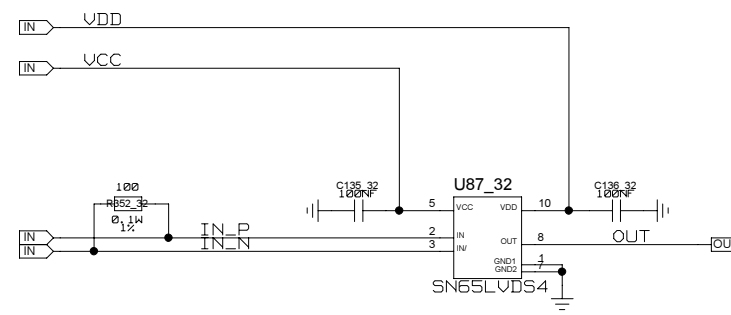 IN VDD
IN VCC
100
R352_32
0.1W
1%
C135_32
100NF
U87_32
C136_32
100NF
5 VCC VDD 10
IN IN_P 2 IN
IN IN_N 3 IN/
OUT 8 OUT OU
GND1 1
GND2 7
SN65LVDS4